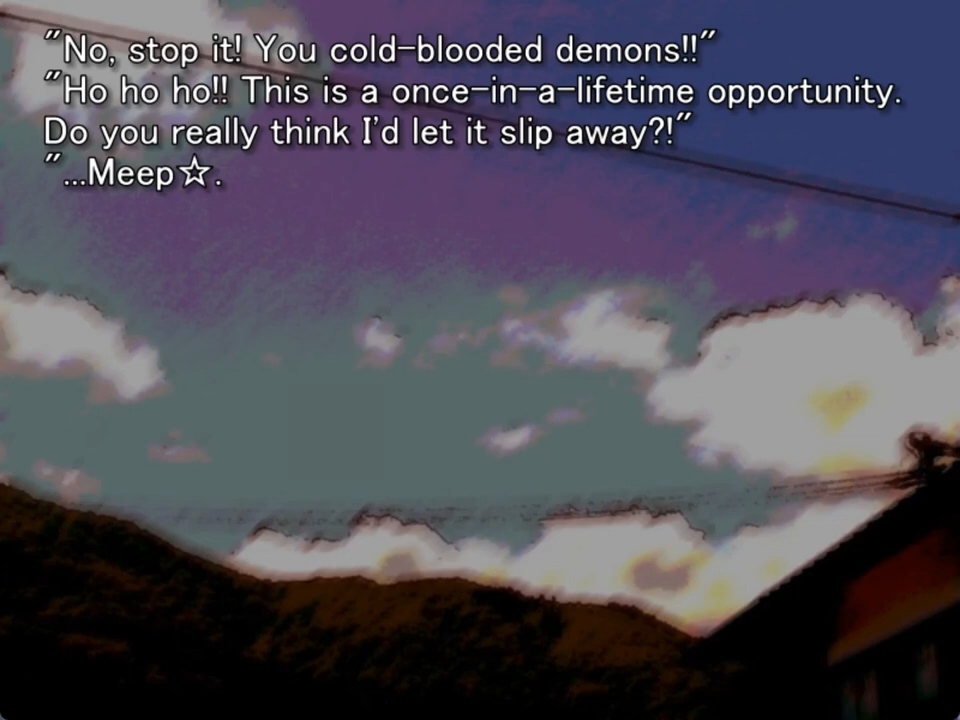 "No, stop it! You cold-blooded demons!!"
"Ho ho ho!! This is a once-in-a-lifetime opportunity.
Do you really think I'd let it slip away?!"
"...Meep☆.